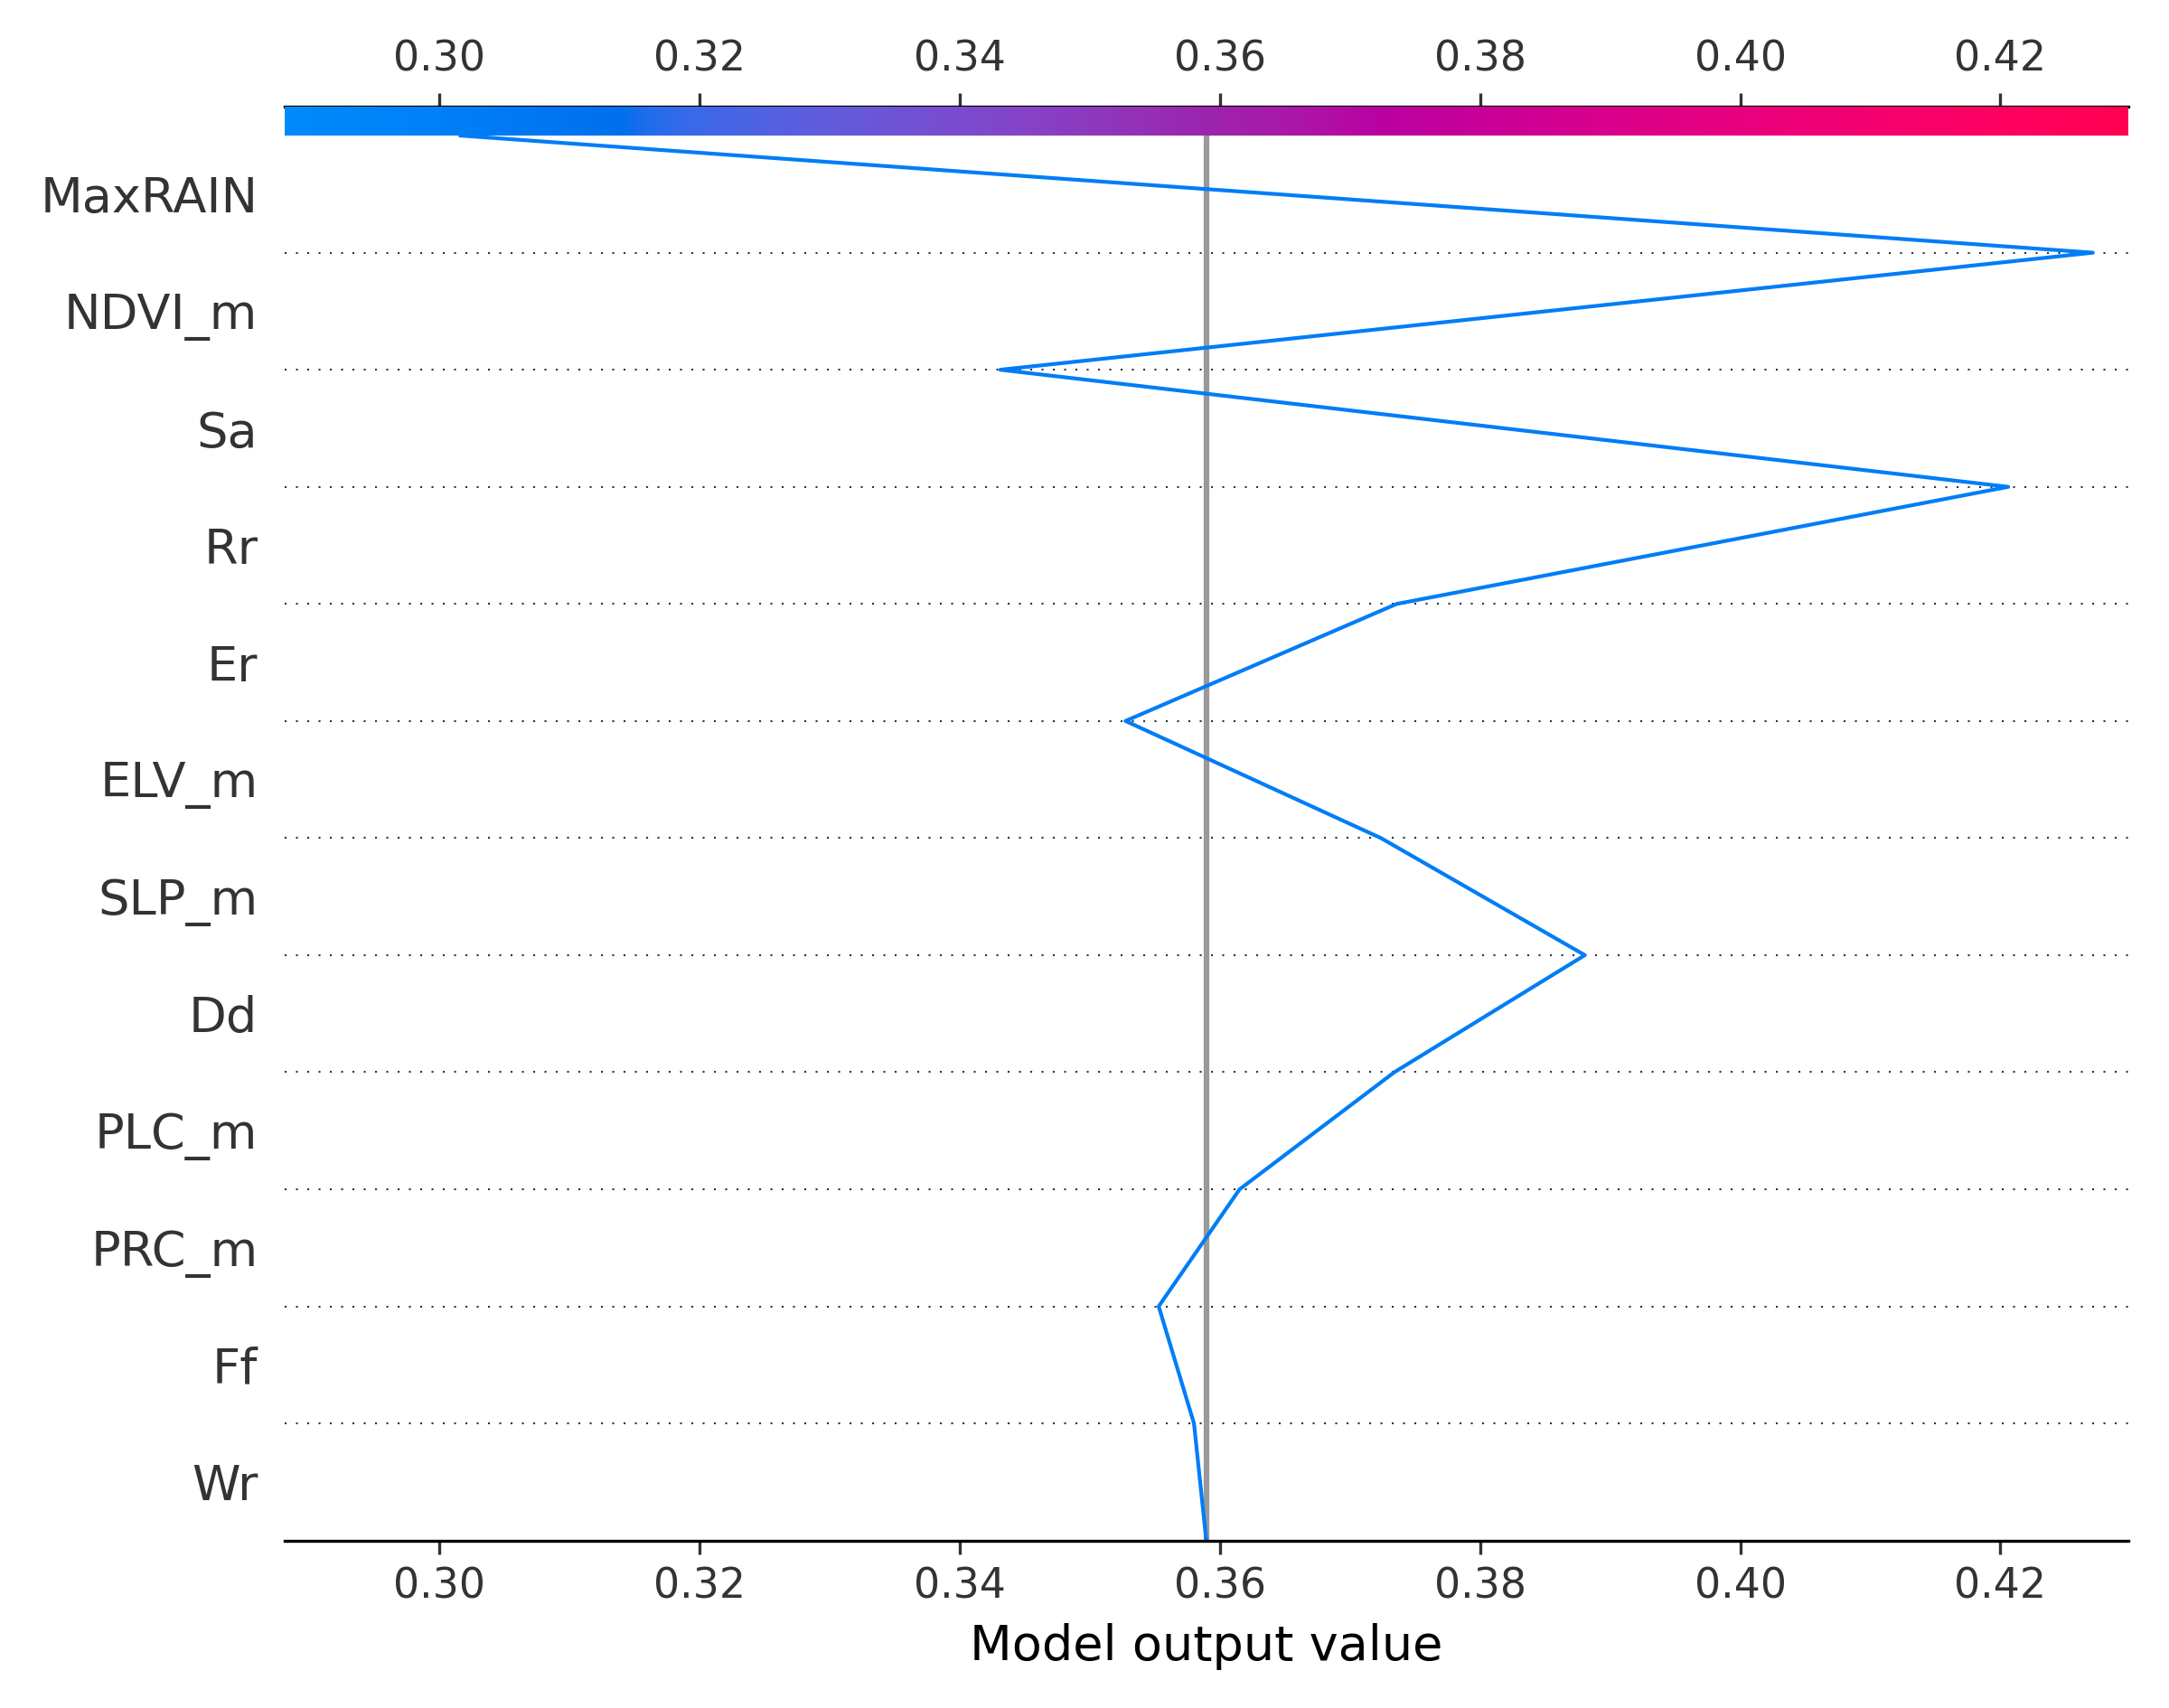 0.30 0.32 0.34 0.36 0.38 0.40 0.42
MaxRAIN
NDVI_m
Sa
Rr
Er
ELV_m
SLP_m
Dd
PLC_m
PRC_m
Ff
Wr
0.30 0.32 0.34 0.36 0.38 0.40 0.42
Model output value